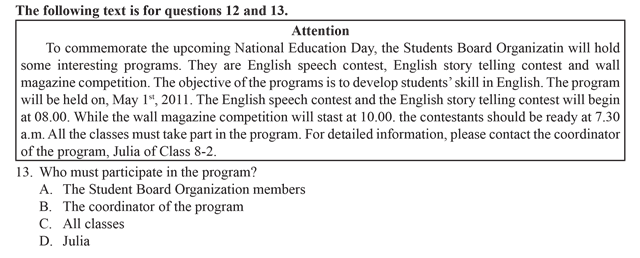 The following text is for questions 12 and 13.
Attention
To commemorate the upcoming National Education Day, the Students Board Organizatin will hold
some interesting programs. They are English speech contest, English story telling contest and wall
magazine competition. The objective of the programs is to develop students' skill in English. The program
will be held on, May 1st, 2011. The English speech contest and the English story telling contest will begin
at 08.00. While the wall magazine competition will stast at 10.00. the contestants should be ready at 7.30
a.m. All the classes must take part in the program. For detailed information, please contact the coordinator
of the program, Julia of Class 8-2.
13. Who must participate in the program?
A. The Student Board Organization members
B. The coordinator of the program
C. All classes
D. Julia